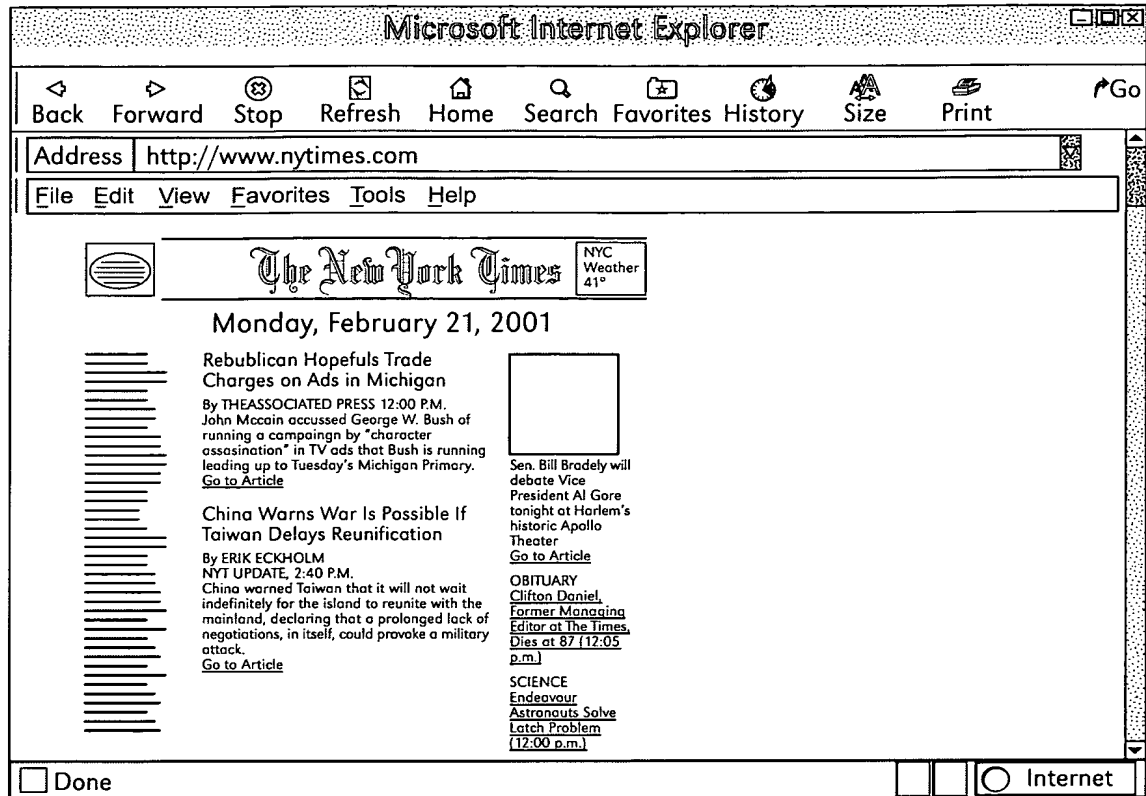 Microsoft Internet Explorer
Back Forward Stop Refresh Home Search Favorites History Size Print Go
Address http://www.nytimes.com
File Edit View Favorites Tools Help
The New York Times
NYC
Weather
41°
Monday, February 21, 2001
Rebublican Hopefuls Trade
Charges on Ads in Michigan
By THEASSOCIATED PRESS 12:00 P.M.
John Mccain accussed George W. Bush of
running a campaingn by "character
assasination" in TV ads that Bush is running
leading up to Tuesday's Michigan Primary.
Go to Article
China Warns War Is Possible If
Taiwan Delays Reunification
By ERIK ECKHOLM
NYT UPDATE, 2:40 P.M.
China warned Taiwan that it will not wait
indefinitely for the island to reunite with the
mainland, declaring that a prolonged lack of
negotiations, in itself, could provoke a military
attack.
Go to Article
Sen. Bill Bradely will
debate Vice
President Al Gore
tonight at Harlem's
historic Apollo
Theater
Go to Article
OBITUARY
Clifton Daniel,
Former Managing
Editor at The Times,
Dies at 87 (12:05
p.m.)
SCIENCE
Endeavour
Astronauts Solve
Latch Problem
(12:00 p.m.)
Done
Internet